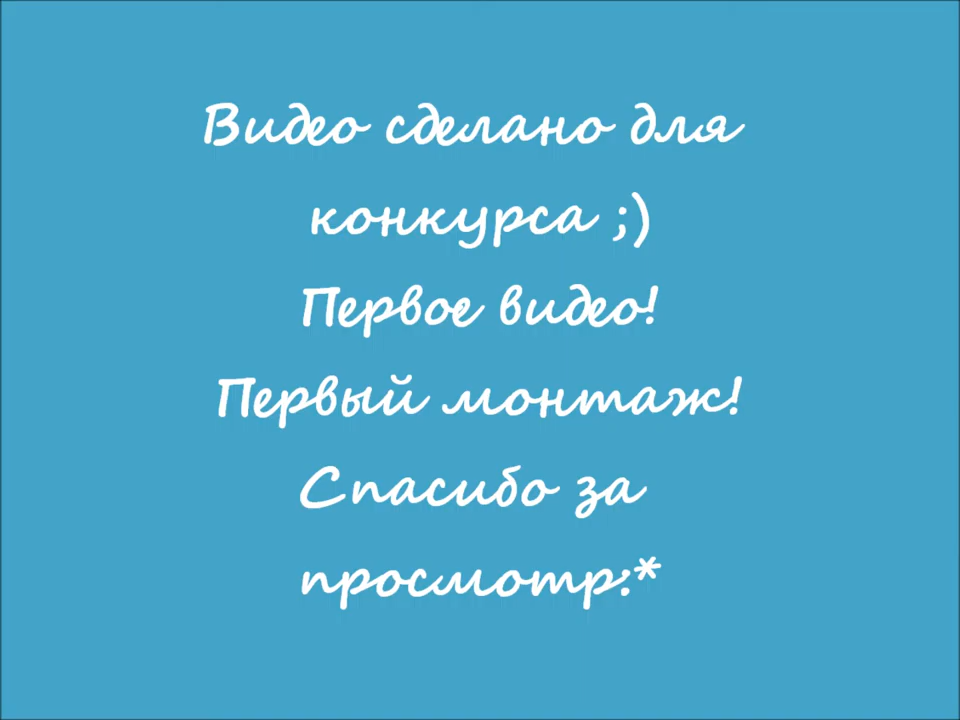 Видео сделано для
конкурса ;)
Первое видео!
Первый монтаж!
Спасибо за
просмотр:*